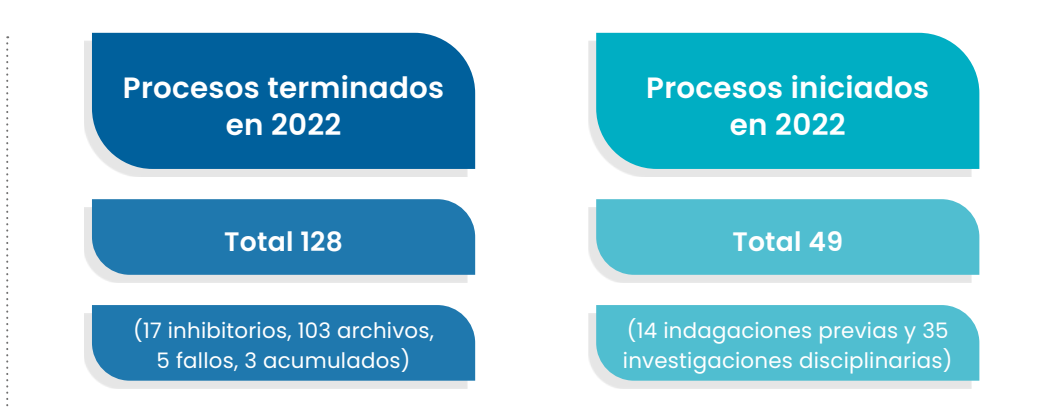 Procesos terminados
en 2022
Total 128
(17 inhibitorios, 103 archivos,
5 fallos, 3 acumulados)
Procesos iniciados
en 2022
Total 49
(14 indagaciones previas y 35
investigaciones disciplinarias)